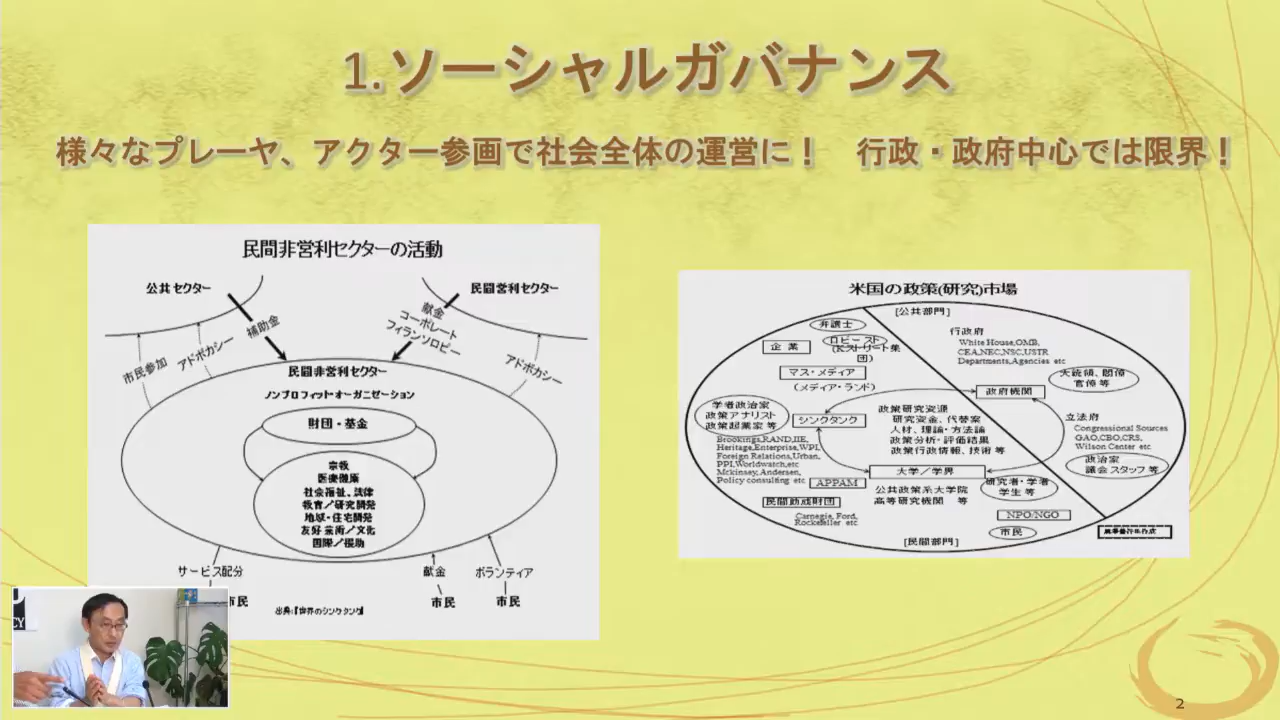 1.ソーシャルガバナンス
様々なプレーヤ、アクター参画で社会全体の運営に！　行政・政府中心では限界！
民間非営利セクターの活動
公共セクター
民間営利セクター
補助金
献金
コーポレート
フィランソロピー
市民参加
アドボカシー
アドボカシー
民間非営利セクター
ノンプロフィット・オーガニゼーション
財団・基金
宗教
医療健康
社会福祉、法律
教育／研究開発
地域・住宅開発
友好 芸術／文化
国際／援助
サービス配分
献金
ボランティア
市民
市民
市民
出典:『世界のシンクタンク』
米国の政策(研究)市場
[公共部門]
弁護士
ロビースト
(Kストリート集団)
企業
マス・メディア
(メディア・ランド)
行政府
White House,OMB,
CEA,NEC,NSC,USTR
Departments,Agencies etc
大統領、閣僚
官僚 等
政府機関
学者政治家
政策アナリスト
政策起業家 等
シンクタンク
政策研究資源
研究資金、代替案
人材、理論・方法論
政策分析・評価結果
政策行政情報、技術 等
立法府
Congressional Sources
GAO,CBO,CRS,
Wilson Center etc
政治家
議会スタッフ 等
Brookings,RAND,IIE,
Heritage,Enterprise,WPI,
Foreign Relations,Urban,
PPI,Worldwatch,etc
Mckinsay, Andersen,
Policy consulting etc
大学／学界
APPAM
公共政策系大学院
高等研究機関　等
研究者・学者
学生 等
民間助成財団
Carnegie, Ford,
Rockefeller etc
NPO/NGO
市民
[民間部門]
CY
2